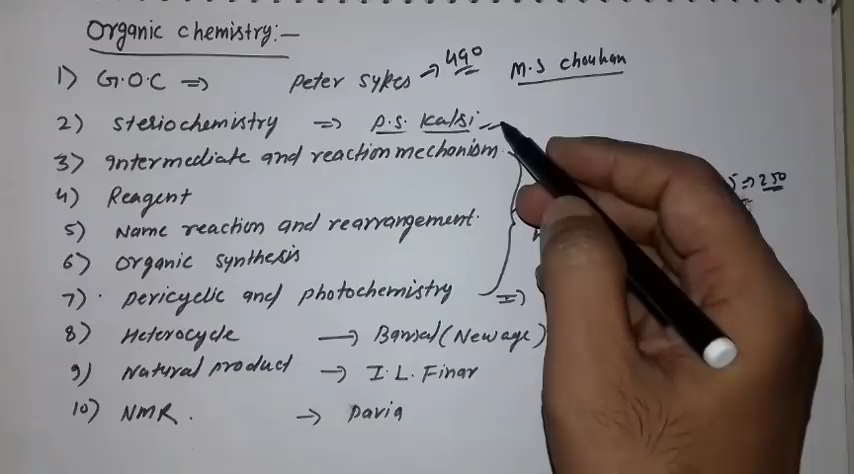 Organic chemistry:-
1) G.O.C ⇒ Peter Sykes → 490 M.S Chouhan
2) Steriochemistry ⇒ P.S. Kalsi
3) Intermediate and reaction mechanism
4) Reagent ⇒ 250
5) Name reaction and rearrangement.
6) Organic synthesis
7) Pericyclic and photochemistry I)
8) Heterocycle → Bansal (New age)
9) Natural product → I.L. Finar
10) NMR. → Pavia